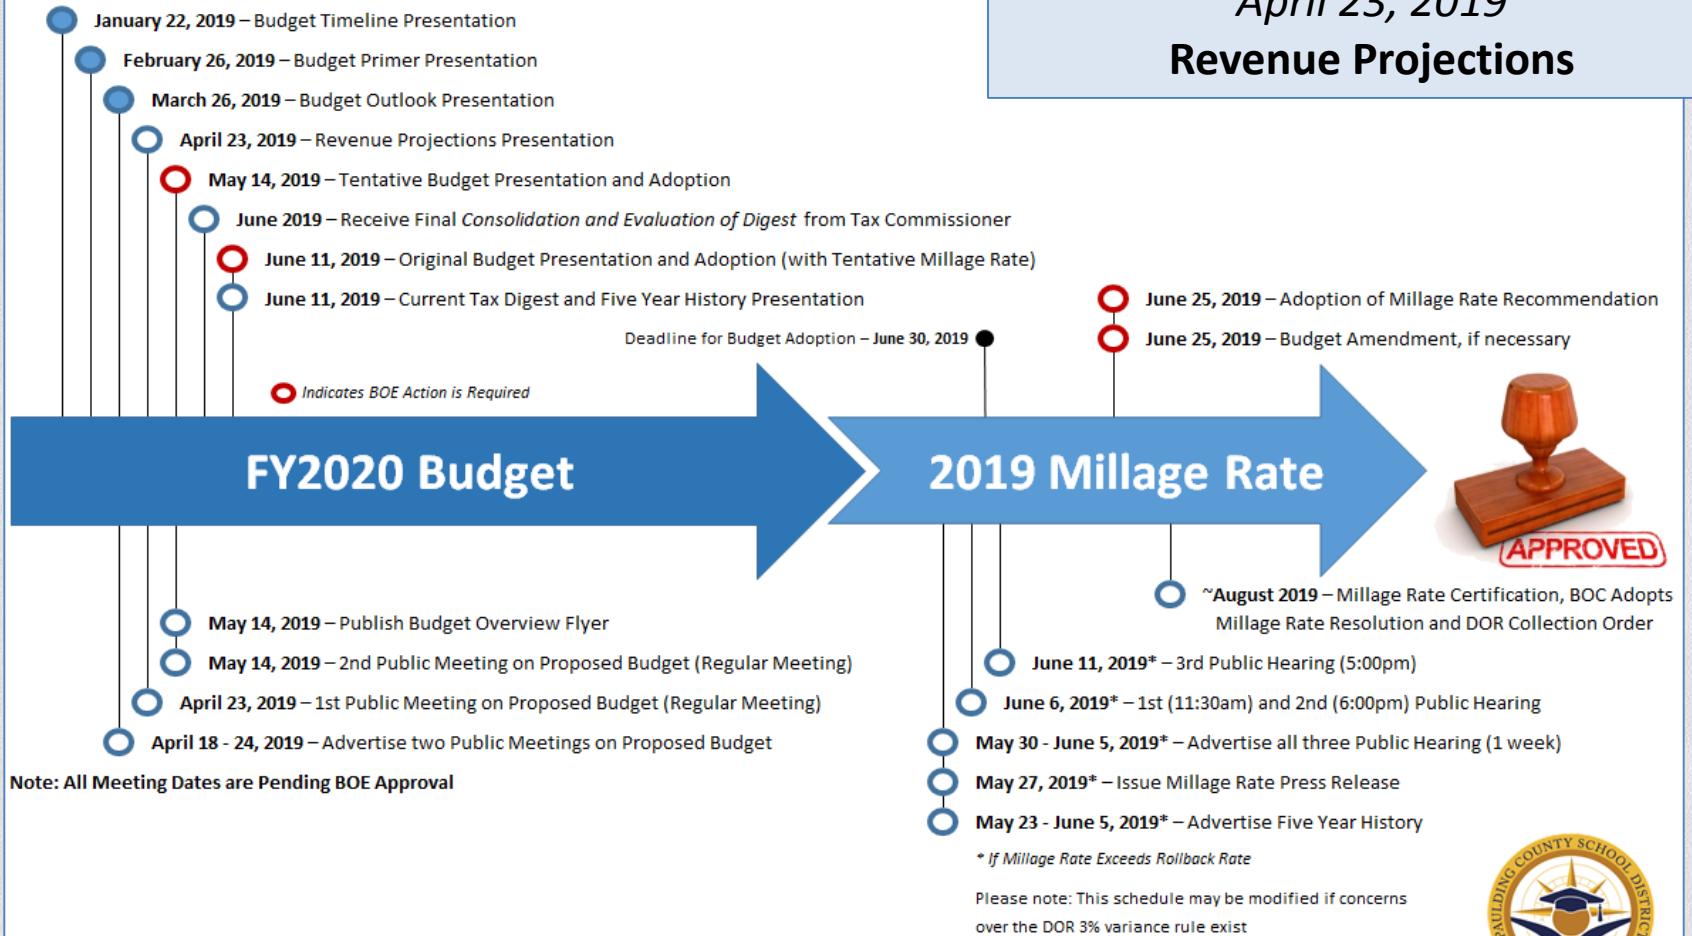 April 23, 2019
Revenue Projections
January 22, 2019 – Budget Timeline Presentation
February 26, 2019 – Budget Primer Presentation
March 26, 2019 – Budget Outlook Presentation
April 23, 2019 – Revenue Projections Presentation
May 14, 2019 – Tentative Budget Presentation and Adoption
June 2019 – Receive Final Consolidation and Evaluation of Digest from Tax Commissioner
June 11, 2019 – Original Budget Presentation and Adoption (with Tentative Millage Rate)
June 11, 2019 – Current Tax Digest and Five Year History Presentation
June 25, 2019 – Adoption of Millage Rate Recommendation
Deadline for Budget Adoption – June 30, 2019
June 25, 2019 – Budget Amendment, if necessary
Indicates BOE Action is Required
FY2020 Budget
2019 Millage Rate
APPROVED
~August 2019 – Millage Rate Certification, BOC Adopts
Millage Rate Resolution and DOR Collection Order
May 14, 2019 – Publish Budget Overview Flyer
May 14, 2019 – 2nd Public Meeting on Proposed Budget (Regular Meeting)
April 23, 2019 – 1st Public Meeting on Proposed Budget (Regular Meeting)
April 18 - 24, 2019 – Advertise two Public Meetings on Proposed Budget
Note: All Meeting Dates are Pending BOE Approval
June 11, 2019* – 3rd Public Hearing (5:00pm)
June 6, 2019* – 1st (11:30am) and 2nd (6:00pm) Public Hearing
May 30 - June 5, 2019* – Advertise all three Public Hearing (1 week)
May 27, 2019* – Issue Millage Rate Press Release
May 23 - June 5, 2019* – Advertise Five Year History
* If Millage Rate Exceeds Rollback Rate
Please note: This schedule may be modified if concerns
over the DOR 3% variance rule exist
PAULDING COUNTY SCHOOL DISTRICT